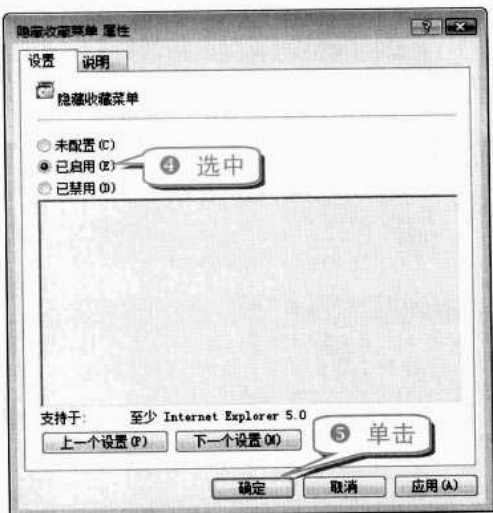 隐藏收藏菜单 属性
设置 说明
隐藏收藏菜单
未配置(C)
已启用(E)
❹ 选中
已禁用(D)
支持于: 至少 Internet Explorer 5.0
上一个设置(P) 下一个设置(N)
❺ 单击
确定 取消 应用(A)